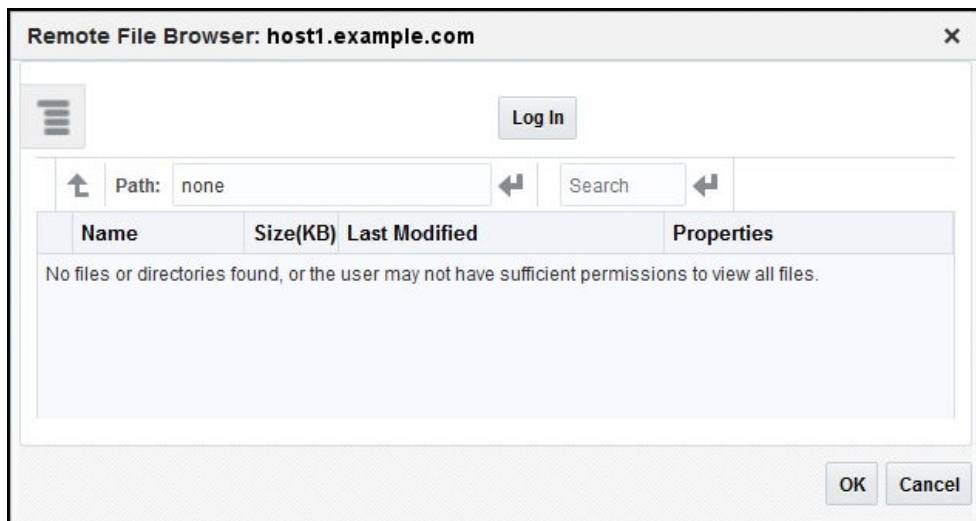 Remote File Browser: host1.example.com
Log In
Path: none Search
Name Size(KB) Last Modified Properties
No files or directories found, or the user may not have sufficient permissions to view all files.
OK Cancel